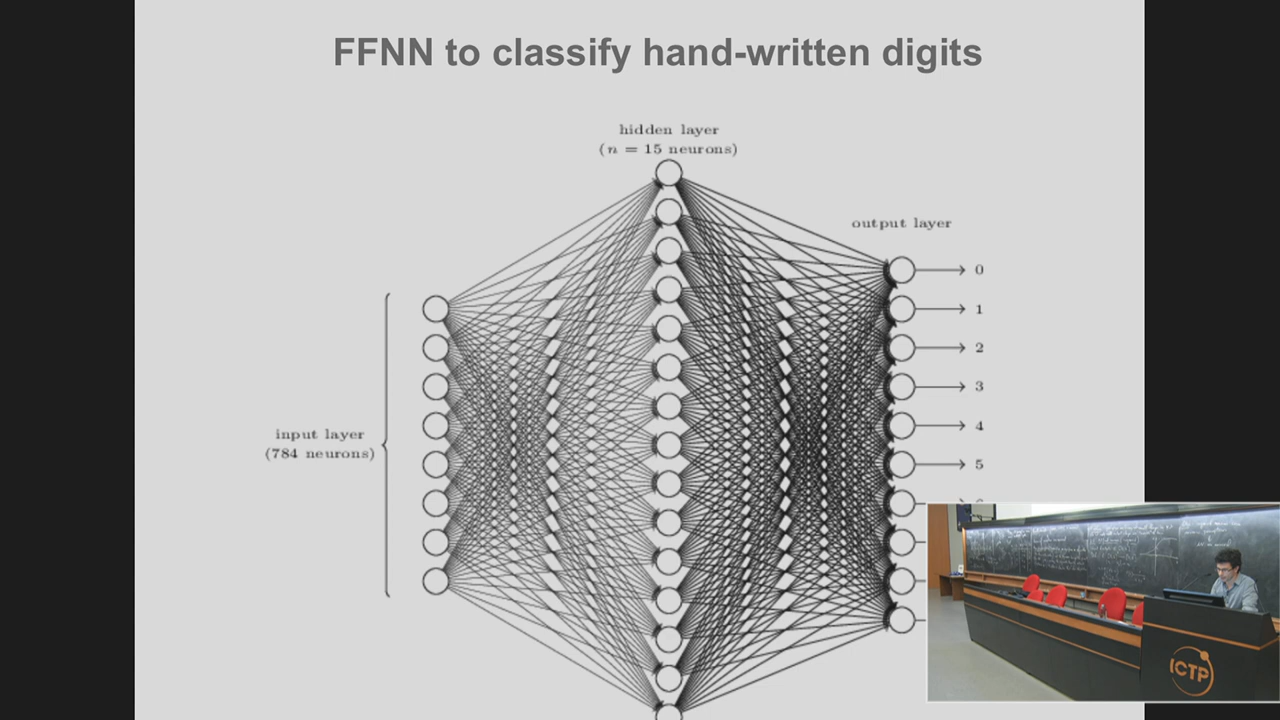 FFNN to classify hand-written digits
hidden layer
(n = 15 neurons)
output layer
0
1
2
3
4
5
input layer
(784 neurons)
ICTP